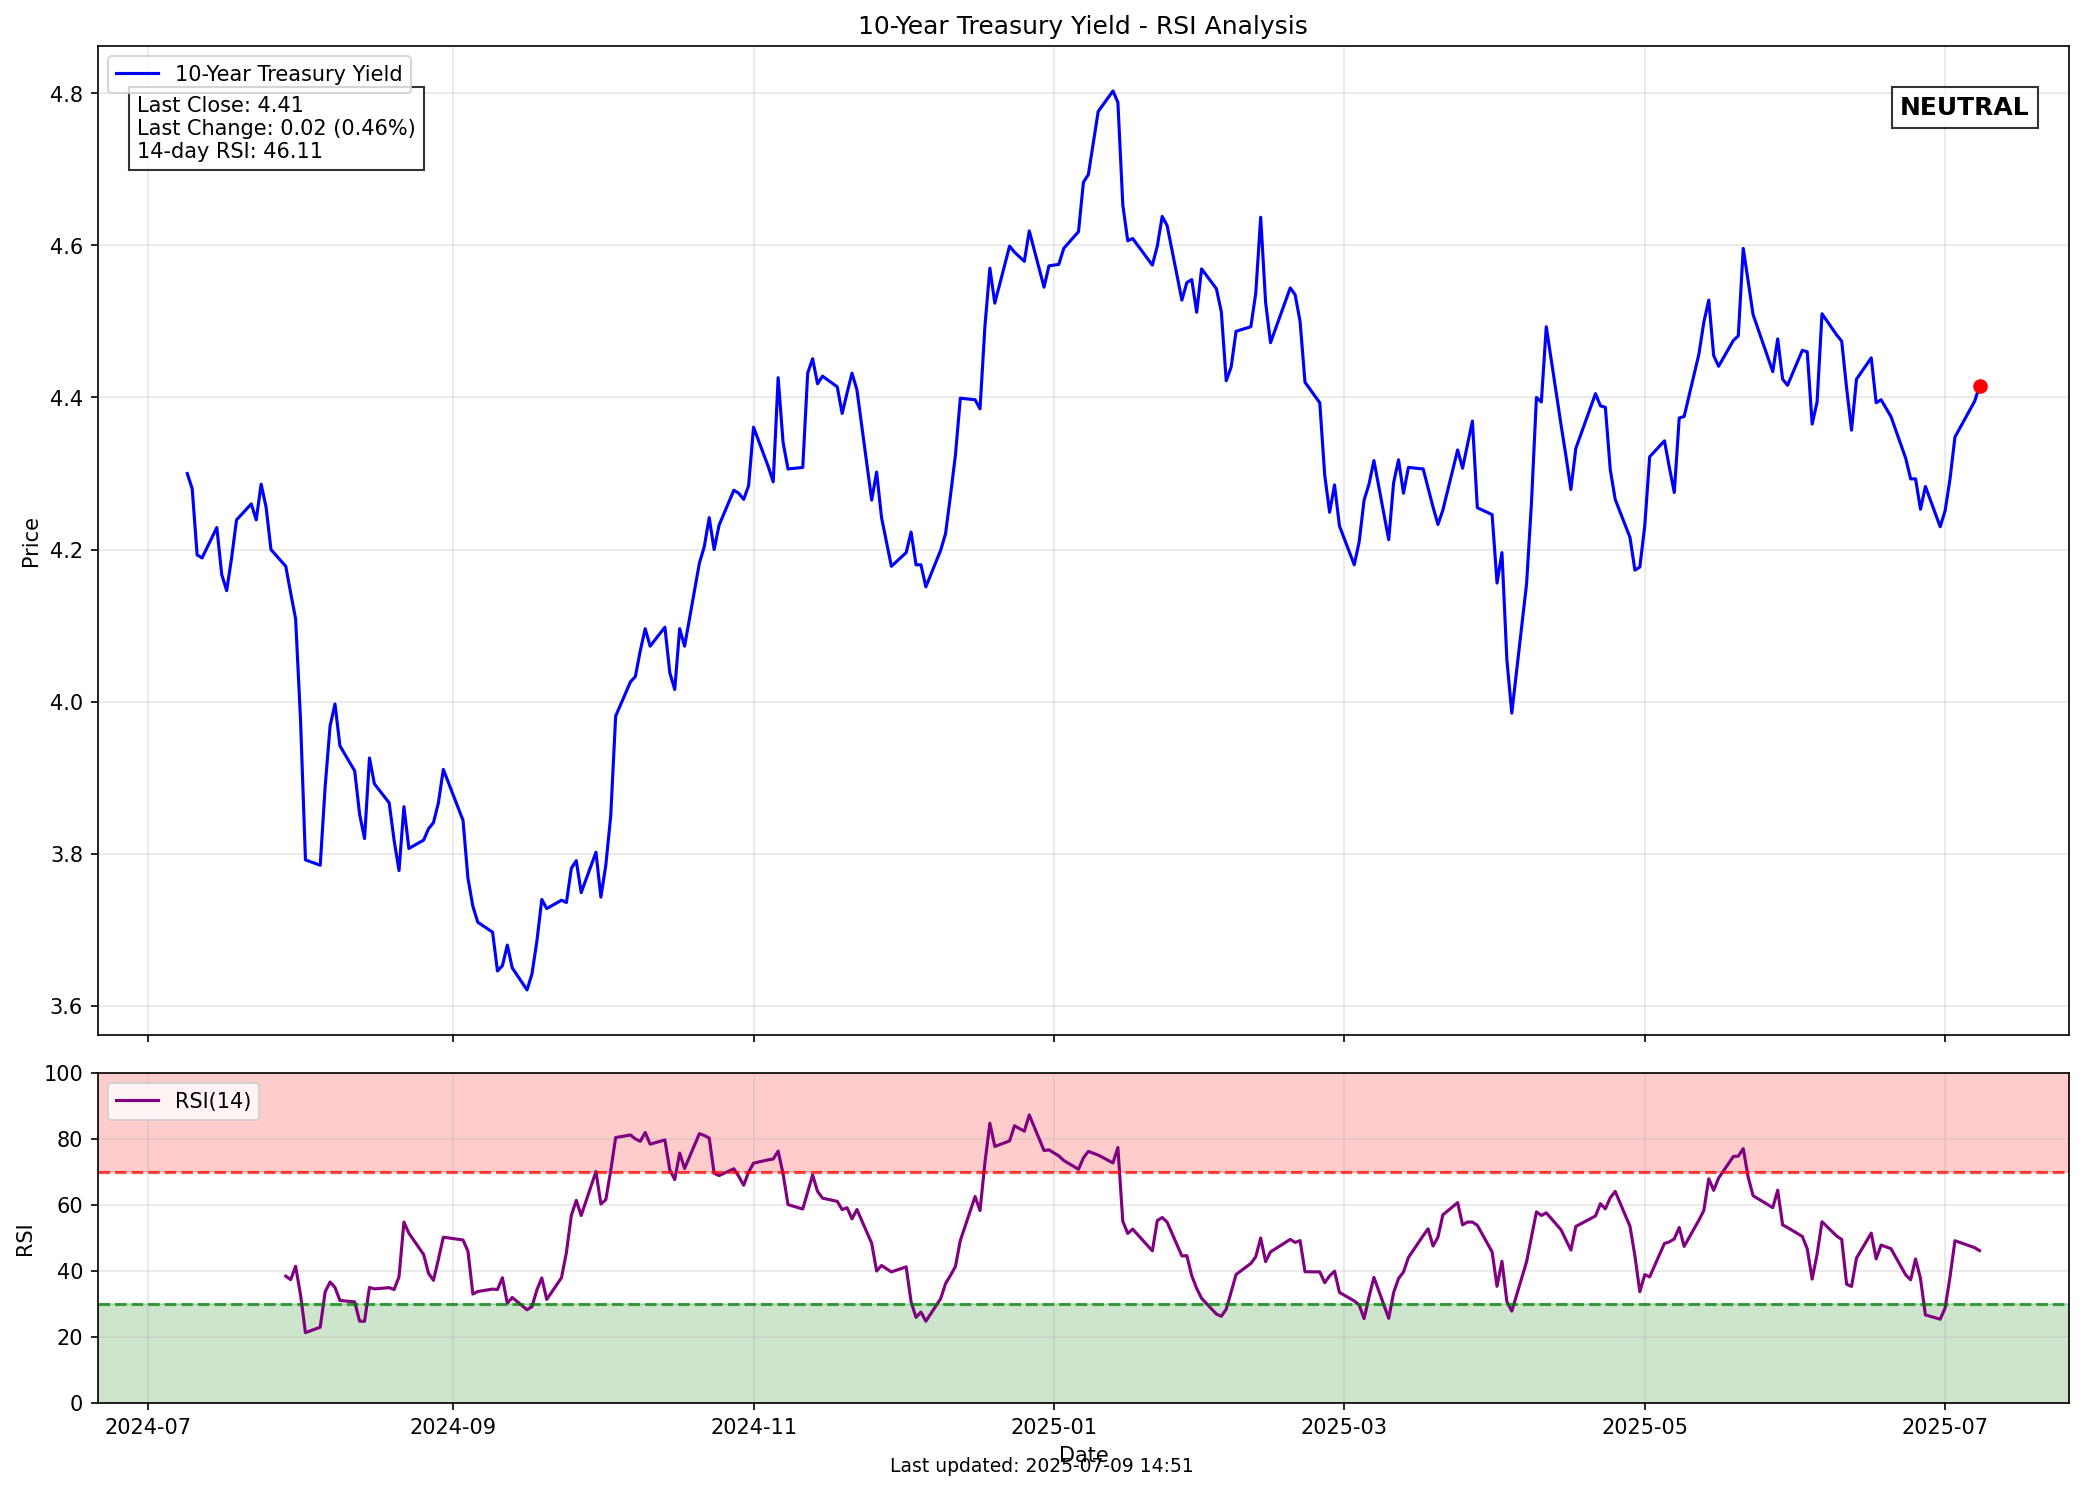 10-Year Treasury Yield - RSI Analysis
10-Year Treasury Yield
Last Close: 4.41
Last Change: 0.02 (0.46%)
14-day RSI: 46.11
NEUTRAL
Price
4.8
4.6
4.4
4.2
4.0
3.8
3.6
RSI(14)
RSI
100
80
60
40
20
0
2024-07 2024-09 2024-11 2025-01 2025-03 2025-05 2025-07
Date
Last updated: 2025-07-09 14:51